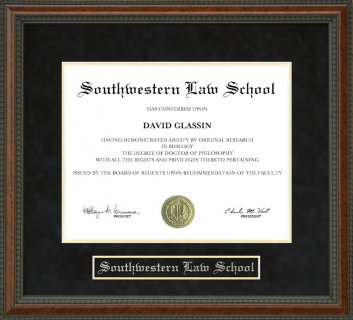 Southwestern Law School
HAS CONFERRED UPON
DAVID GLASSIN
HAVING DEMONSTRATED ABILITY BY ORIGINAL RESEARCH
IN BIOLOGY
THE DEGREE OF DOCTOR OF PHILOSOPHY
WITH ALL THE RIGHTS AND PRIVILEGES THERETO PERTAINING
ISSUED BY THE BOARD OF REGENTS UPON RECOMMENDATION OF THE FACULTY
PROVOST
PRESIDENT
Southwestern Law School